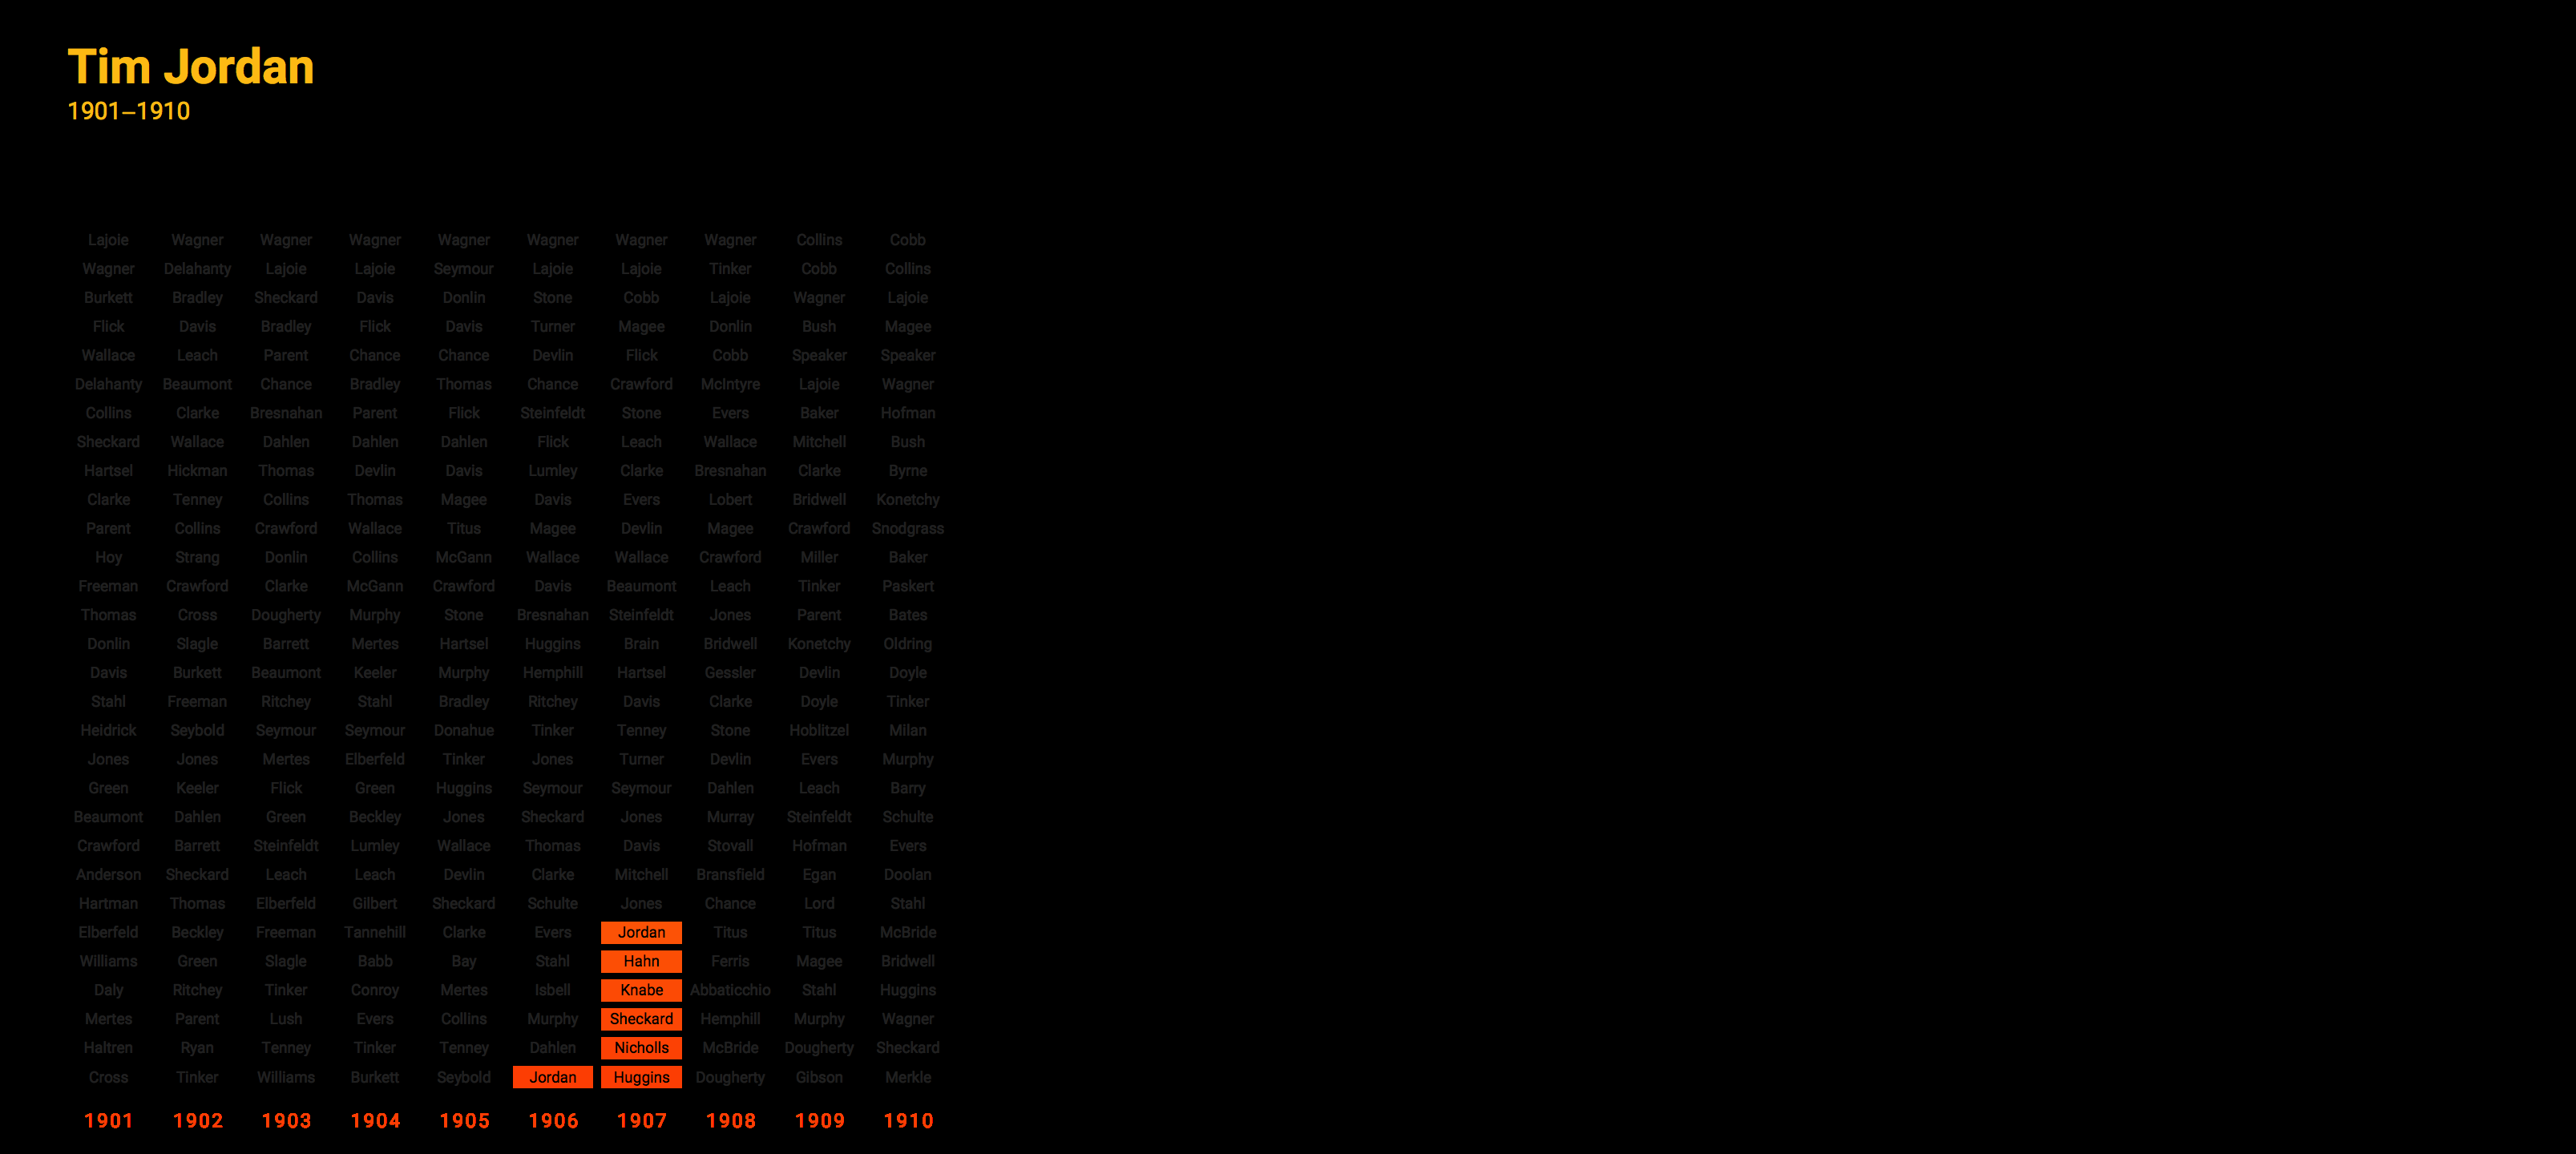 Tim Jordan
1901–1910
Lajoie Wagner Wagner Wagner Wagner Wagner Wagner Wagner Collins Cobb
Wagner Delahanty Lajoie Lajoie Seymour Lajoie Lajoie Tinker Cobb Collins
Burkett Bradley Sheckard Davis Donlin Stone Cobb Lajoie Wagner Lajoie
Flick Davis Bradley Flick Davis Turner Magee Donlin Bush Magee
Wallace Leach Parent Chance Chance Devlin Flick Cobb Speaker Speaker
Delahanty Beaumont Chance Bradley Thomas Chance Crawford McIntyre Lajoie Wagner
Collins Clarke Bresnahan Parent Flick Steinfeldt Stone Evers Baker Hofman
Sheckard Wallace Dahlen Dahlen Dahlen Flick Leach Wallace Mitchell Bush
Hartsel Hickman Thomas Devlin Davis Lumley Clarke Bresnahan Clarke Byrne
Clarke Tenney Collins Thomas Magee Davis Evers Lobert Bridwell Konetchy
Parent Collins Crawford Wallace Titus Magee Devlin Magee Crawford Snodgrass
Hoy Strang Donlin Collins McGann Wallace Wallace Crawford Miller Baker
Freeman Crawford Clarke McGann Crawford Davis Beaumont Leach Tinker Paskert
Thomas Cross Dougherty Murphy Stone Bresnahan Steinfeldt Jones Parent Bates
Donlin Slagle Barrett Mertes Hartsel Huggins Brain Bridwell Konetchy Oldring
Davis Burkett Beaumont Keeler Murphy Hemphill Hartsel Gessler Devlin Doyle
Stahl Freeman Ritchey Stahl Bradley Ritchey Davis Clarke Doyle Tinker
Heidrick Seybold Seymour Seymour Donahue Tinker Tenney Stone Hoblitzel Milan
Jones Jones Mertes Elberfeld Tinker Jones Turner Devlin Evers Murphy
Green Keeler Flick Green Huggins Seymour Seymour Dahlen Leach Barry
Beaumont Dahlen Green Beckley Jones Sheckard Jones Murray Steinfeldt Schulte
Crawford Barrett Steinfeldt Lumley Wallace Thomas Davis Stovall Hofman Evers
Anderson Sheckard Leach Leach Devlin Clarke Mitchell Bransfield Egan Doolan
Hartman Thomas Elberfeld Gilbert Sheckard Schulte Jones Chance Lord Stahl
Elberfeld Beckley Freeman Tannehill Clarke Evers Jordan Titus Titus McBride
Williams Green Slagle Babb Bay Stahl Hahn Ferris Magee Bridwell
Daly Ritchey Tinker Conroy Mertes Isbell Knabe Abbaticchio Stahl Huggins
Mertes Parent Lush Evers Collins Murphy Sheckard Hemphill Murphy Wagner
Haltren Ryan Tenney Tinker Tenney Dahlen Nicholls McBride Dougherty Sheckard
Cross Tinker Williams Burkett Seybold Jordan Huggins Dougherty Gibson Merkle
1901 1902 1903 1904 1905 1906 1907 1908 1909 1910